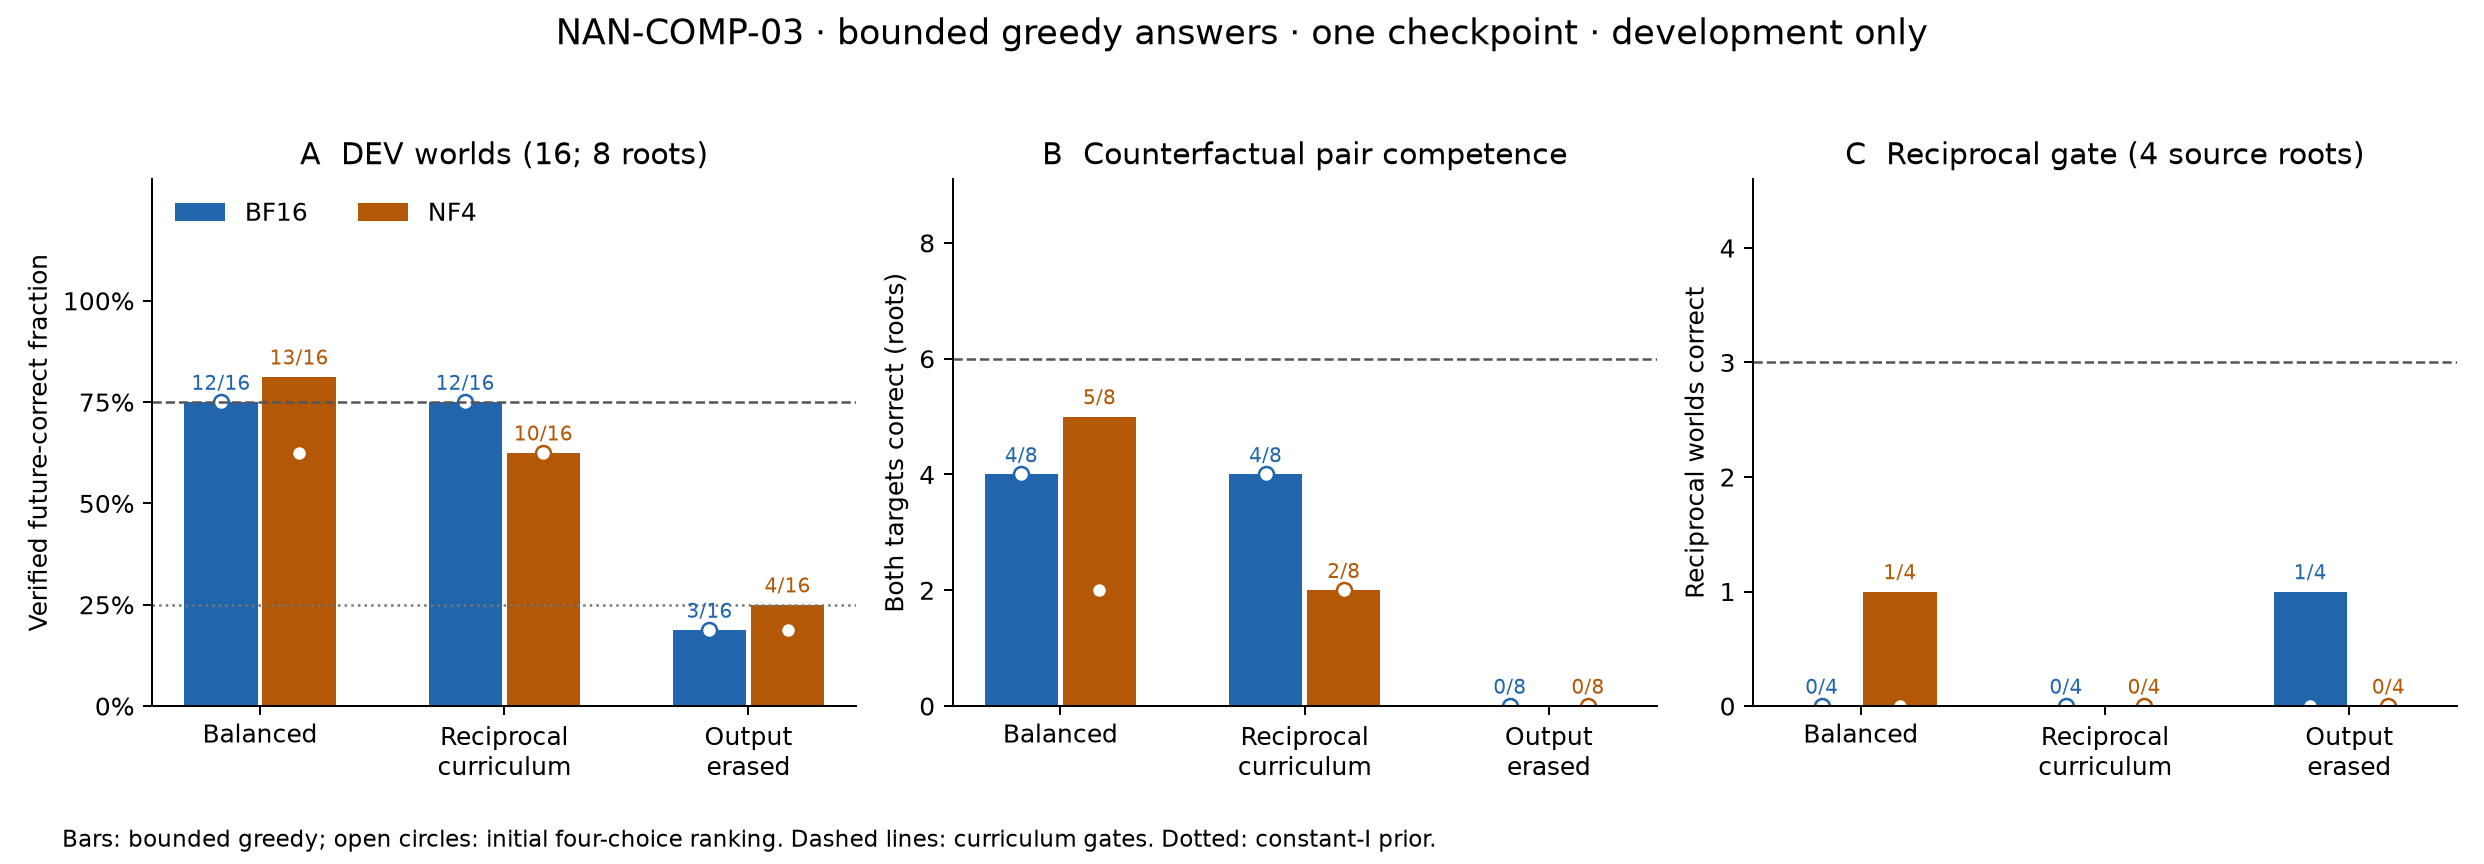 NAN-COMP-03 · bounded greedy answers · one checkpoint · development only
A DEV worlds (16; 8 roots)
BF16
NF4
Verified future-correct fraction
100%
75%
50%
25%
0%
12/16
13/16
12/16
10/16
3/16
4/16
Balanced
Reciprocal
curriculum
Output
erased
B Counterfactual pair competence
Both targets correct (roots)
8
6
4
2
0
4/8
5/8
4/8
2/8
0/8
0/8
Balanced
Reciprocal
curriculum
Output
erased
C Reciprocal gate (4 source roots)
Reciprocal worlds correct
4
3
2
1
0
0/4
1/4
0/4
0/4
1/4
0/4
Balanced
Reciprocal
curriculum
Output
erased
Bars: bounded greedy; open circles: initial four-choice ranking. Dashed lines: curriculum gates. Dotted: constant-I prior.